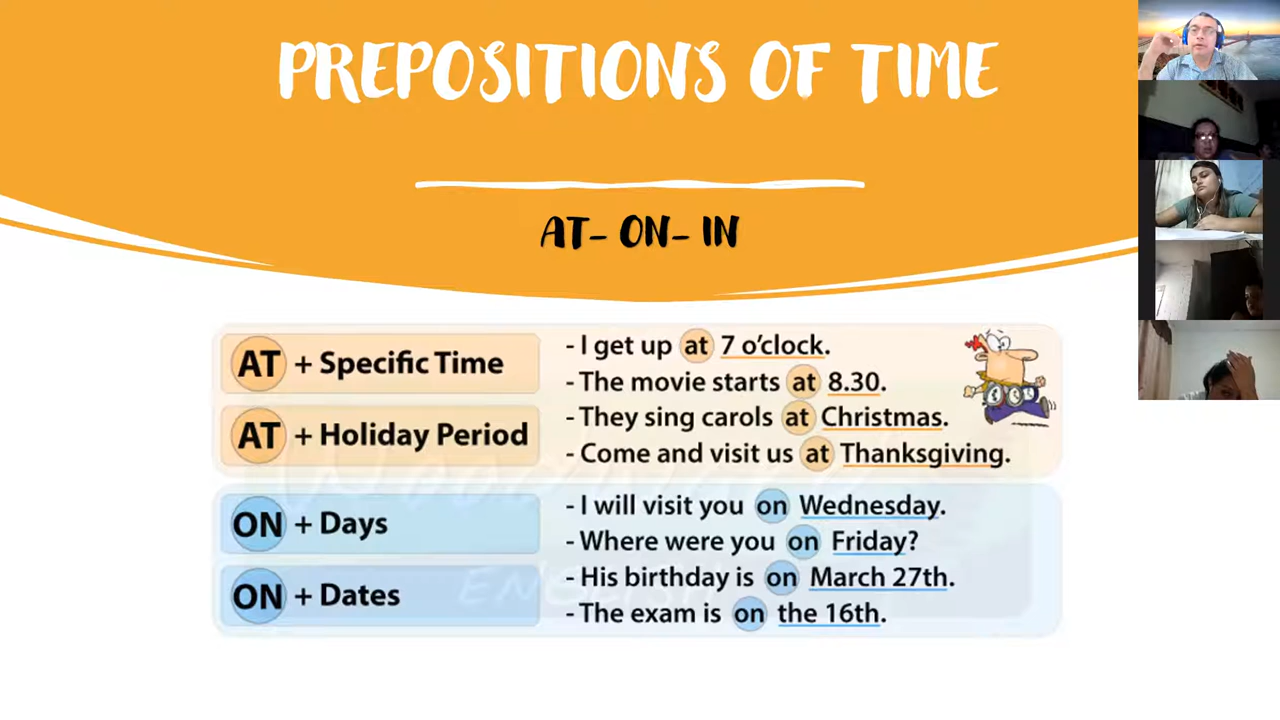 PREPOSITIONS OF TIME
AT- ON- IN
AT + Specific Time
- I get up at 7 o'clock.
- The movie starts at 8.30.
AT + Holiday Period
- They sing carols at Christmas.
- Come and visit us at Thanksgiving.
ON + Days
- I will visit you on Wednesday.
- Where were you on Friday?
ON + Dates
- His birthday is on March 27th.
- The exam is on the 16th.
ENGLISH